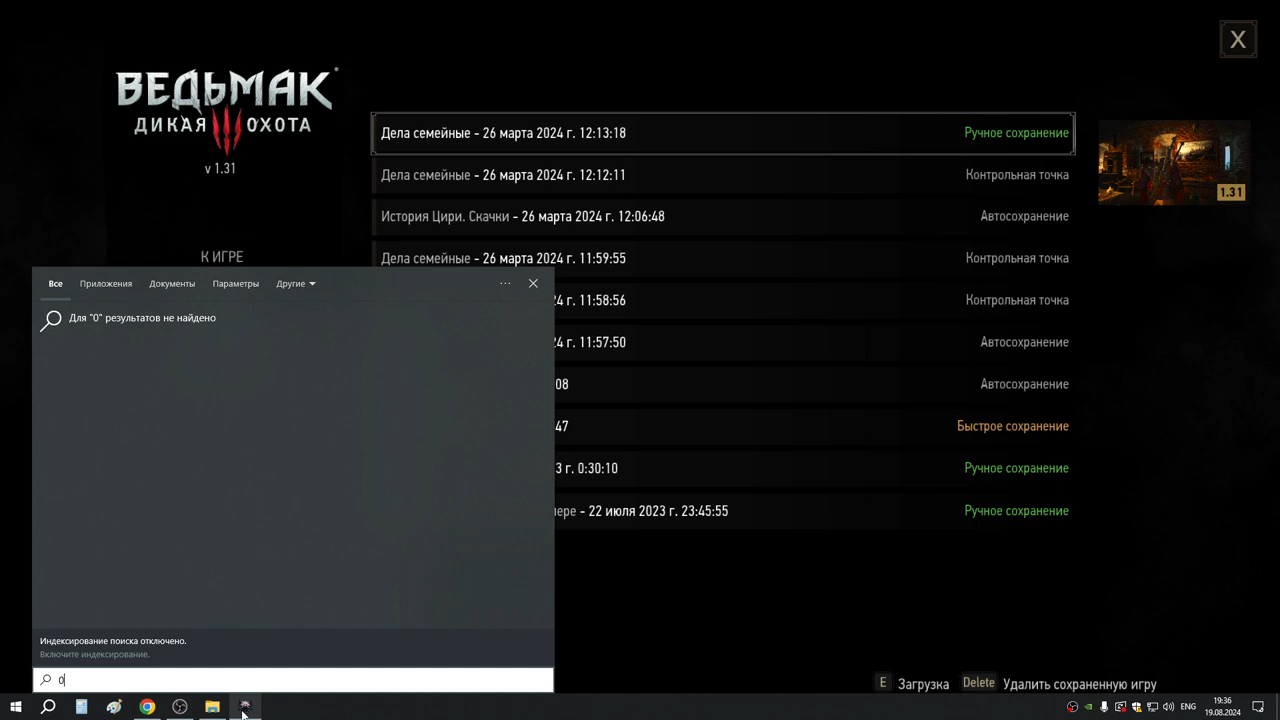 X
ВЕДЬМАК
ДИКАЯ III ОХОТА
v 1.31
К ИГРЕ
Дела семейные - 26 марта 2024 г. 12:13:18 Ручное сохранение
1.31
Дела семейные - 26 марта 2024 г. 12:12:11 Контрольная точка
История Цири. Скачки - 26 марта 2024 г. 12:06:48 Автосохранение
Дела семейные - 26 марта 2024 г. 11:59:55 Контрольная точка
24 г. 11:58:56 Контрольная точка
24 г. 11:57:50 Автосохранение
08 Автосохранение
47 Быстрое сохранение
3 г. 0:30:10 Ручное сохранение
ере - 22 июля 2023 г. 23:45:55 Ручное сохранение
Все Приложения Документы Параметры Другие ... 
Для "0" результатов не найдено
Индексирование поиска отключено.
Включите индексирование.
0
E Загрузка Delete Удалить сохраненную игру
ENG
19:36
19.08.2024